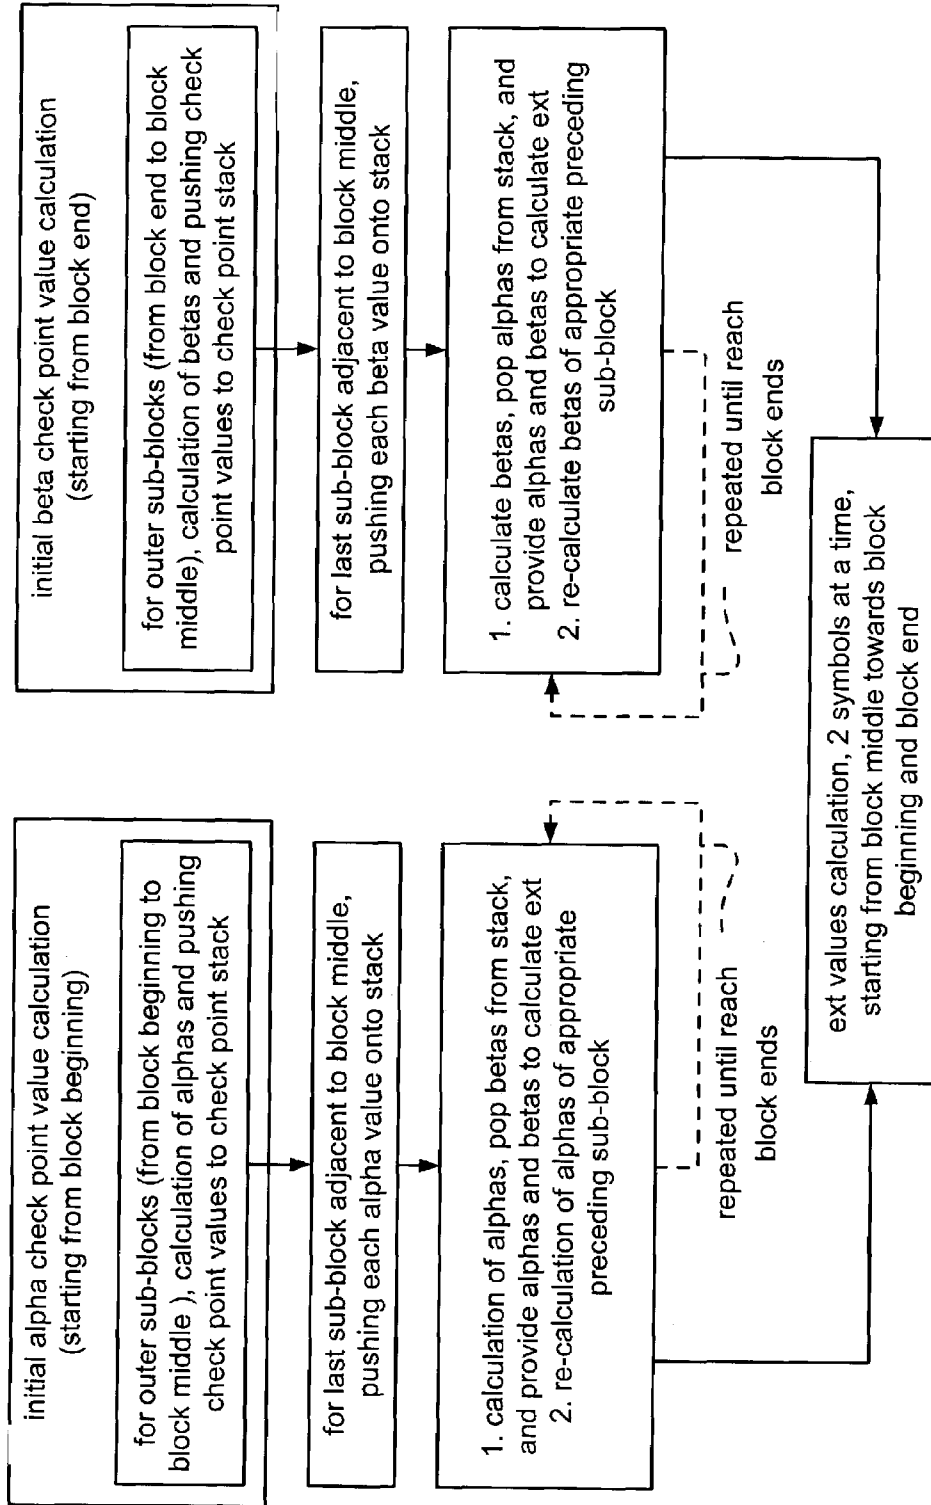 initial alpha check point value calculation
(starting from block beginning)
for outer sub-blocks (from block beginning to
block middle ), calculation of alphas and pushing
check point values to check point stack
for last sub-block adjacent to block middle,
pushing each alpha value onto stack
1. calculation of alphas, pop betas from stack,
and provide alphas and betas to calculate ext
2. re-calculation of alphas of appropriate
preceding sub-block
repeated until reach
block ends
initial beta check point value calculation
(starting from block end)
for outer sub-blocks (from block end to block
middle), calculation of betas and pushing check
point values to check point stack
for last sub-block adjacent to block middle,
pushing each beta value onto stack
1. calculate betas, pop alphas from stack, and
provide alphas and betas to calculate ext
2. re-calculate betas of appropriate preceding
sub-block
repeated until reach
block ends
ext values calculation, 2 symbols at a time,
starting from block middle towards block
beginning and block end